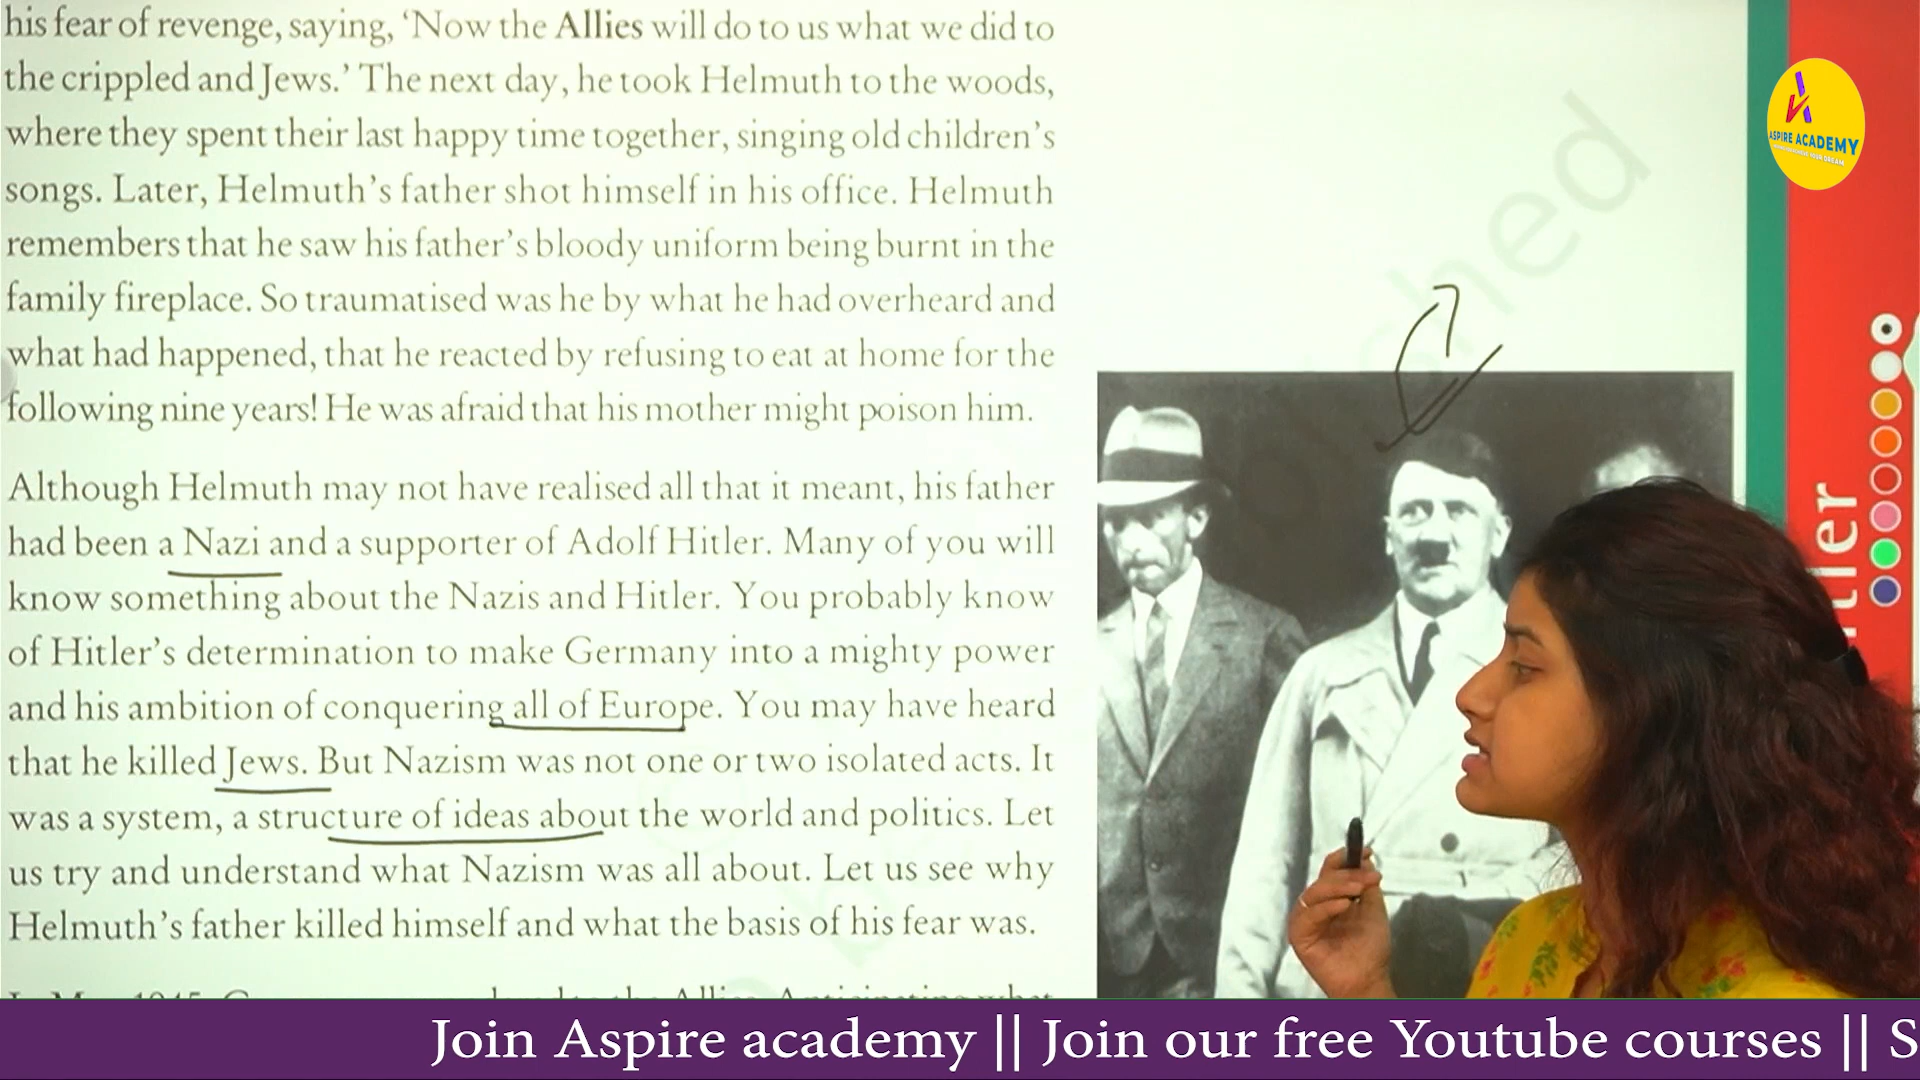 his fear of revenge, saying, ‘Now the Allies will do to us what we did to
the crippled and Jews.’ The next day, he took Helmuth to the woods,
where they spent their last happy time together, singing old children’s
songs. Later, Helmuth’s father shot himself in his office. Helmuth
remembers that he saw his father’s bloody uniform being burnt in the
family fireplace. So traumatised was he by what he had overheard and
what had happened, that he reacted by refusing to eat at home for the
following nine years! He was afraid that his mother might poison him.
Although Helmuth may not have realised all that it meant, his father
had been a Nazi and a supporter of Adolf Hitler. Many of you will
know something about the Nazis and Hitler. You probably know
of Hitler’s determination to make Germany into a mighty power
and his ambition of conquering all of Europe. You may have heard
that he killed Jews. But Nazism was not one or two isolated acts. It
was a system, a structure of ideas about the world and politics. Let
us try and understand what Nazism was all about. Let us see why
Helmuth’s father killed himself and what the basis of his fear was.
ASPIRE ACADEMY
Join Aspire academy || Join our free Youtube courses || S